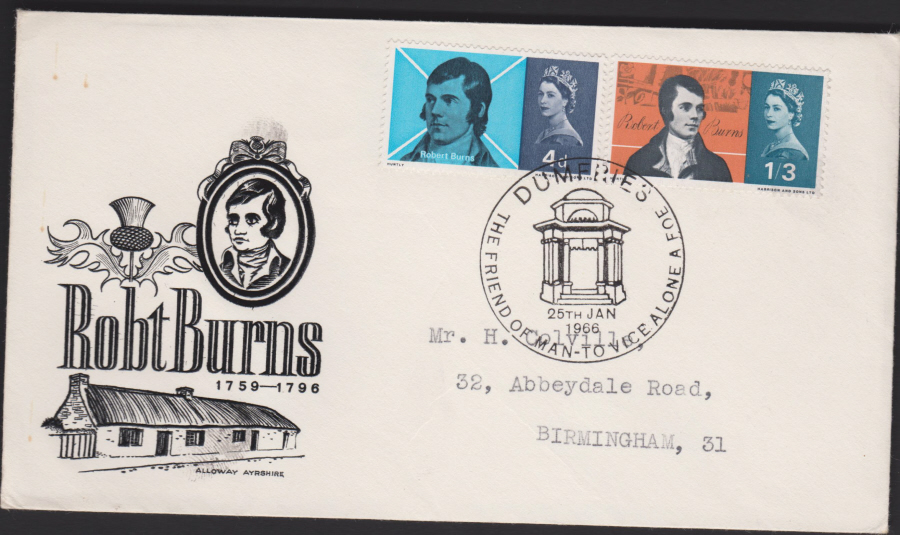 Robert Burns
4d
HUNTLY
Robert Burns
1/3
HARRISON AND SONS LTD
DUMFRIES
THE FRIEND OF MAN-TO VICE ALONE A FOE
25TH JAN
1966
Robt Burns
1759—1796
ALLOWAY AYRSHIRE
Mr. H. Colville,
32, Abbeydale Road,
BIRMINGHAM, 31